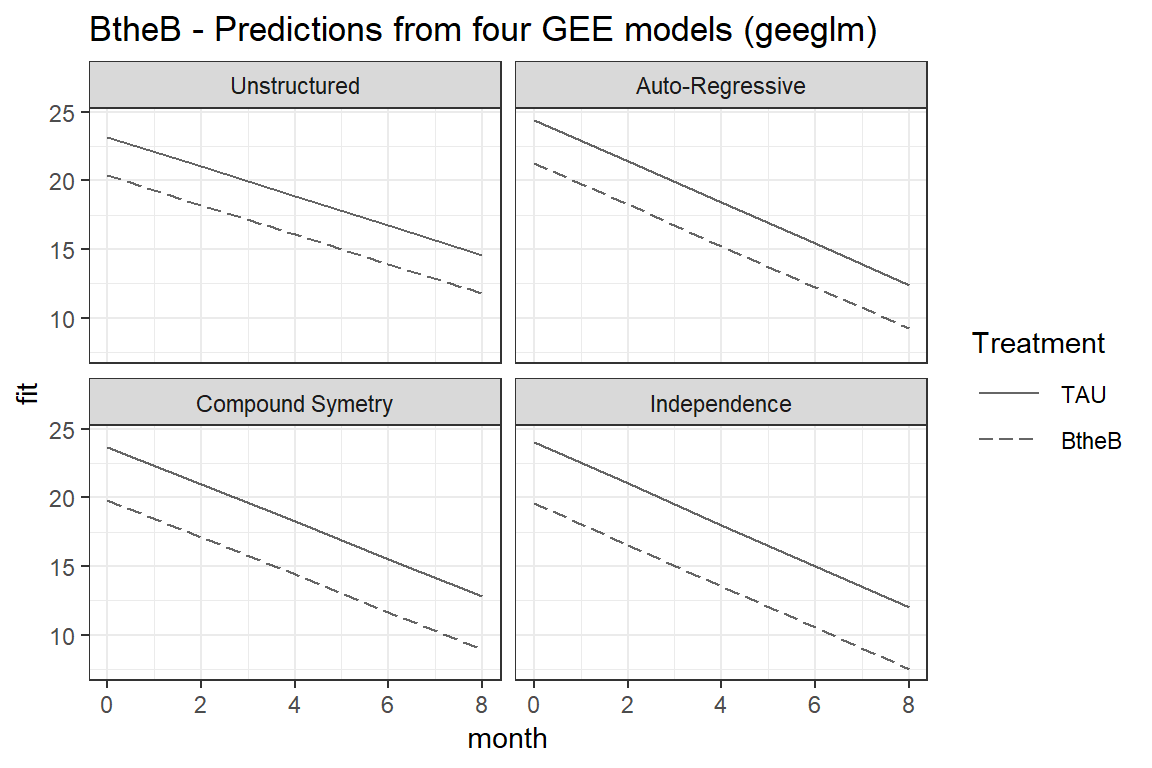 BtheB - Predictions from four GEE models (geeglm)
Unstructured
Auto-Regressive
25
20
15
10
Compound Symetry
Independence
25
20
15
10
0 2 4 6 8
0 2 4 6 8
fit
month
Treatment
TAU
BtheB